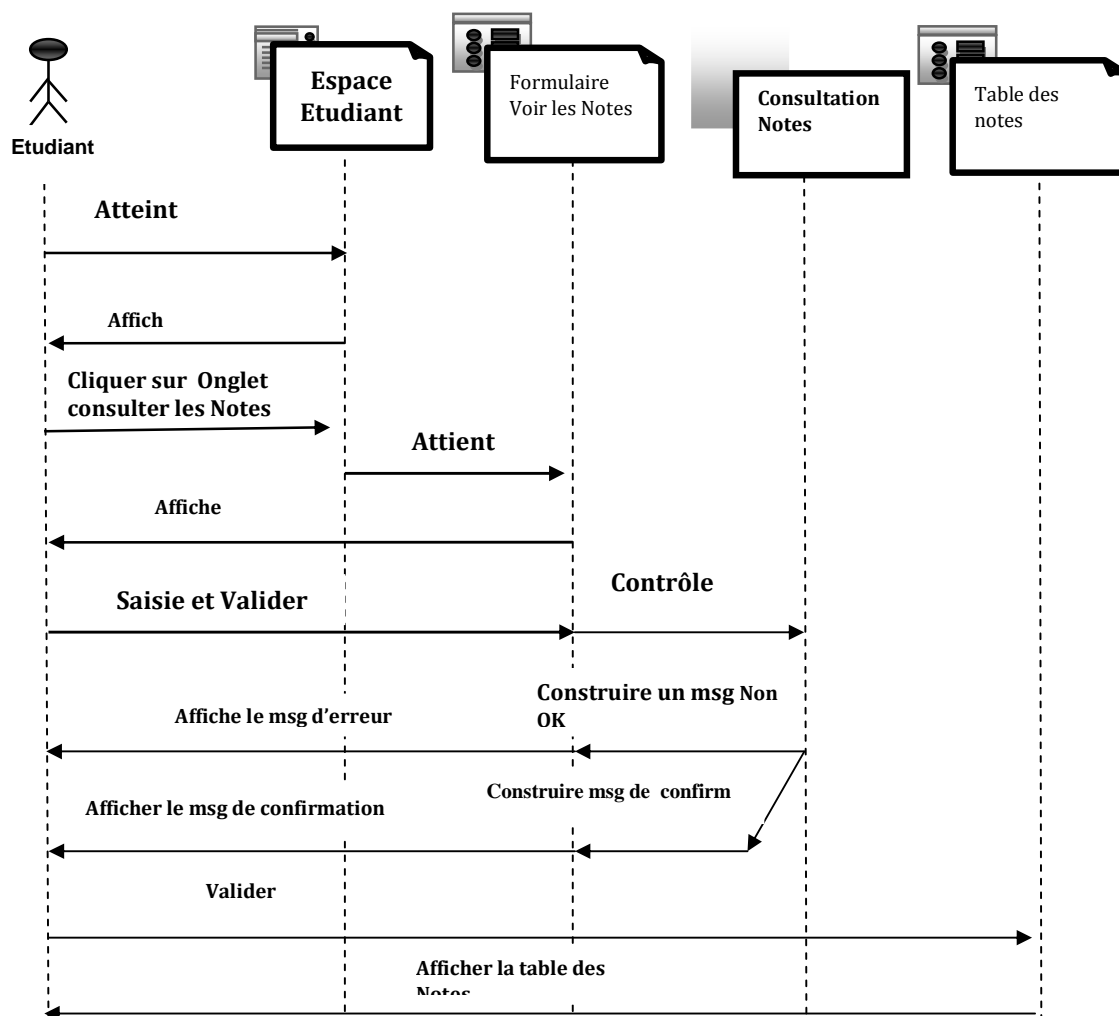 Etudiant
Espace
Etudiant
Formulaire
Voir les Notes
Consultation
Notes
Table des
notes
Atteint
Affich
Cliquer sur Onglet
consulter les Notes
Attient
Affiche
Contrôle
Saisie et Valider
Construire un msg Non
OK
Affiche le msg d’erreur
Construire msg de confirm
Afficher le msg de confirmation
Valider
Afficher la table des
Notes